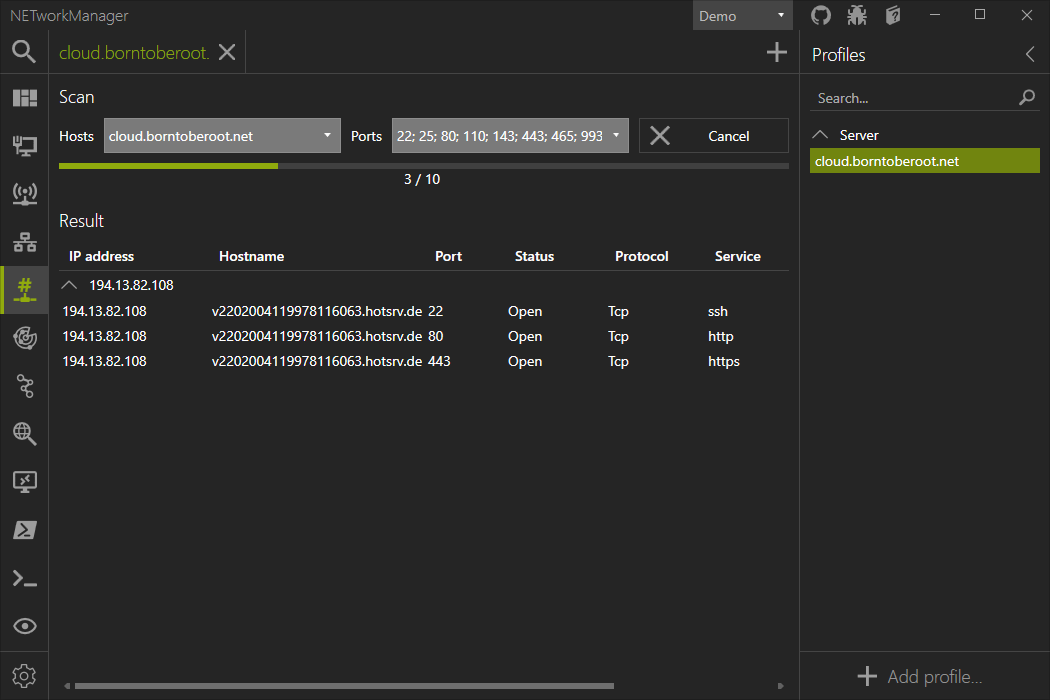 NETworkManager
Demo
cloud.borntoberoot.
Profiles
Scan
Search...
Hosts cloud.borntoberoot.net Ports 22; 25; 80; 110; 143; 443; 465; 993 Cancel
Server
cloud.borntoberoot.net
3 / 10
Result
IP address Hostname Port Status Protocol Service
194.13.82.108
194.13.82.108 v2202004119978116063.hotsrv.de 22 Open Tcp ssh
194.13.82.108 v2202004119978116063.hotsrv.de 80 Open Tcp http
194.13.82.108 v2202004119978116063.hotsrv.de 443 Open Tcp https
Add profile...